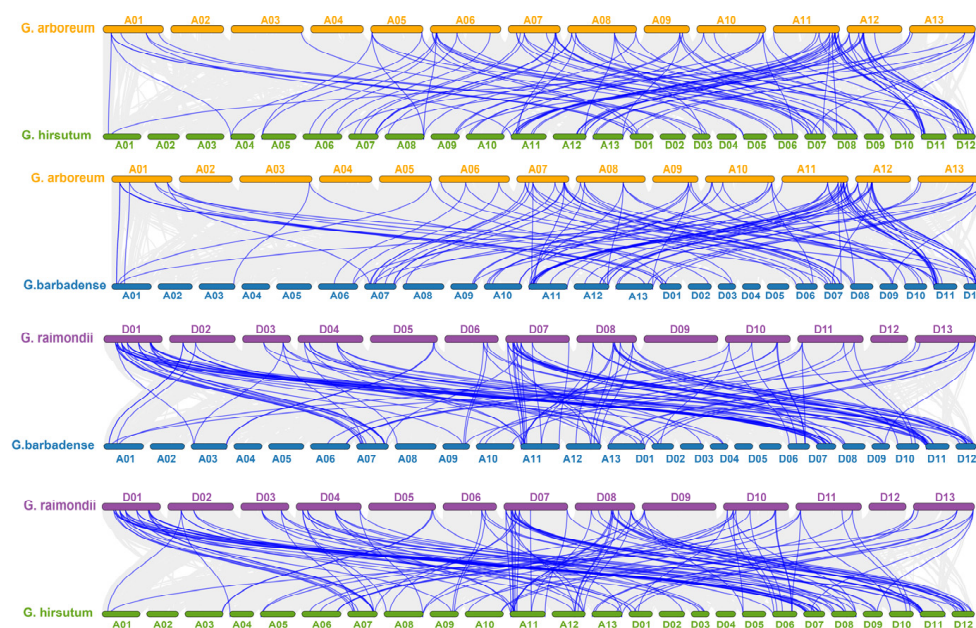 A01 A02 A03 A04 A05 A06 A07 A08 A09 A10 A11 A12 A13
G. arboreum
G. hirsutum
A01 A02 A03 A04 A05 A06 A07 A08 A09 A10 A11 A12 A13 D01 D02 D03 D04 D05 D06 D07 D08 D09 D10 D11 D12
A01 A02 A03 A04 A05 A06 A07 A08 A09 A10 A11 A12 A13
G. arboreum
G.barbadense
A01 A02 A03 A04 A05 A06 A07 A08 A09 A10 A11 A12 A13 D01 D02 D03 D04 D05 D06 D07 D08 D09 D10 D11 D1
D01 D02 D03 D04 D05 D06 D07 D08 D09 D10 D11 D12 D13
G. raimondii
G.barbadense
A01 A02 A03 A04 A05 A06 A07 A08 A09 A10 A11 A12 A13 D01 D02 D03 D04 D05 D06 D07 D08 D09 D10 D11 D12
D01 D02 D03 D04 D05 D06 D07 D08 D09 D10 D11 D12 D13
G. raimondii
G. hirsutum
A01 A02 A03 A04 A05 A06 A07 A08 A09 A10 A11 A12 A13 D01 D02 D03 D04 D05 D06 D07 D08 D09 D10 D11 D12